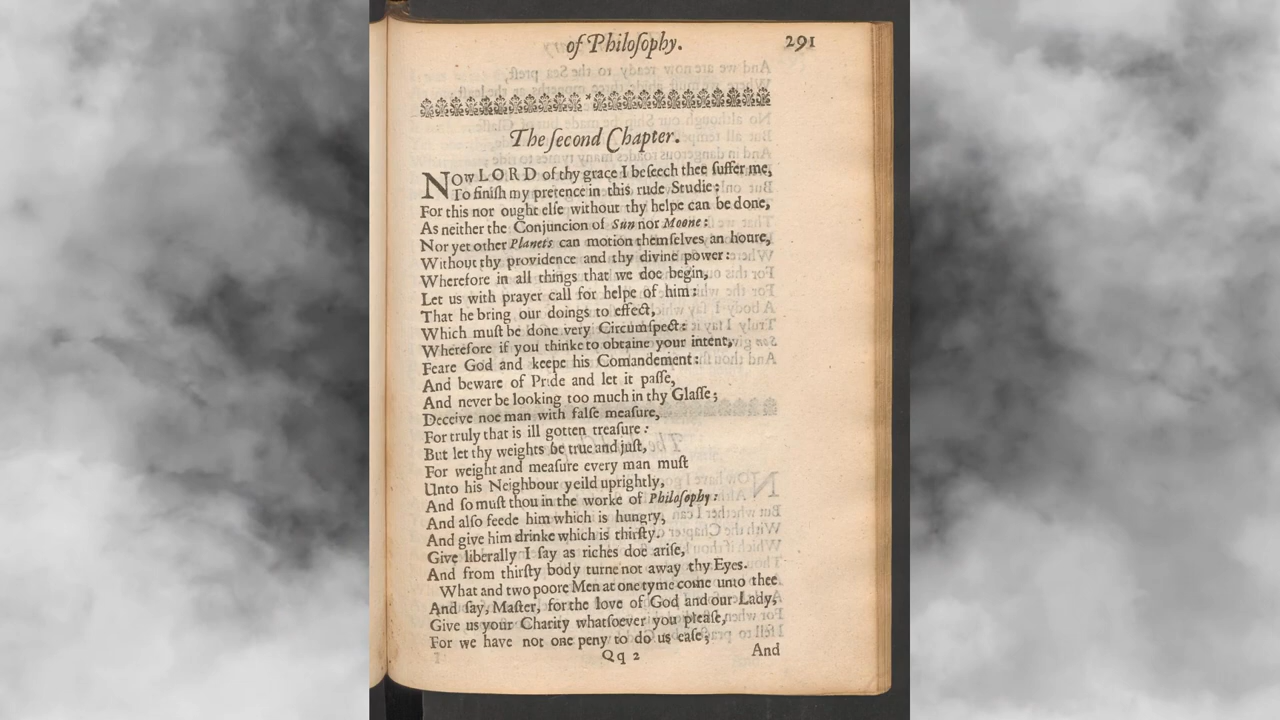 of Philoſophy.
291
The ſecond Chapter.
NOw LORD of thy grace I beſeech thee ſuffer me,
To finiſh my pretence in this rude Studie;
For this nor ought elſe without thy helpe can be done,
As neither the Conjuncion of Sun nor Moone:
Nor yet other Planets can motion themſelves an houre,
Without thy providence and thy divine power:
Wherefore in all things that we doe begin,
Let us with prayer call for helpe of him:
That he bring our doings to effect,
Which muſt be done very Circumſpect:
Wherefore if you thinke to obtaine your intent,
Feare God and keepe his Comandement:
And beware of Pride and let it paſſe,
And never be looking too much in thy Glaſſe;
Deceive noe man with falſe meaſure,
For truly that is ill gotten treaſure:
But let thy weights be true and juſt,
For weight and meaſure every man muſt
Unto his Neighbour yeild uprightly,
And ſo muſt thou in the worke of Philoſophy:
And alſo feede him which is hungry,
And give him drinke which is thirſty.
Give liberally I ſay as riches doe ariſe,
And from thirſty body turne not away thy Eyes.
What and two poore Men at one tyme come unto thee
And ſay, Maſter, for the love of God and our Lady,
Give us your Charity whatſoever you pleaſe,
For we have not one peny to do us eaſe;
Qq 2
And